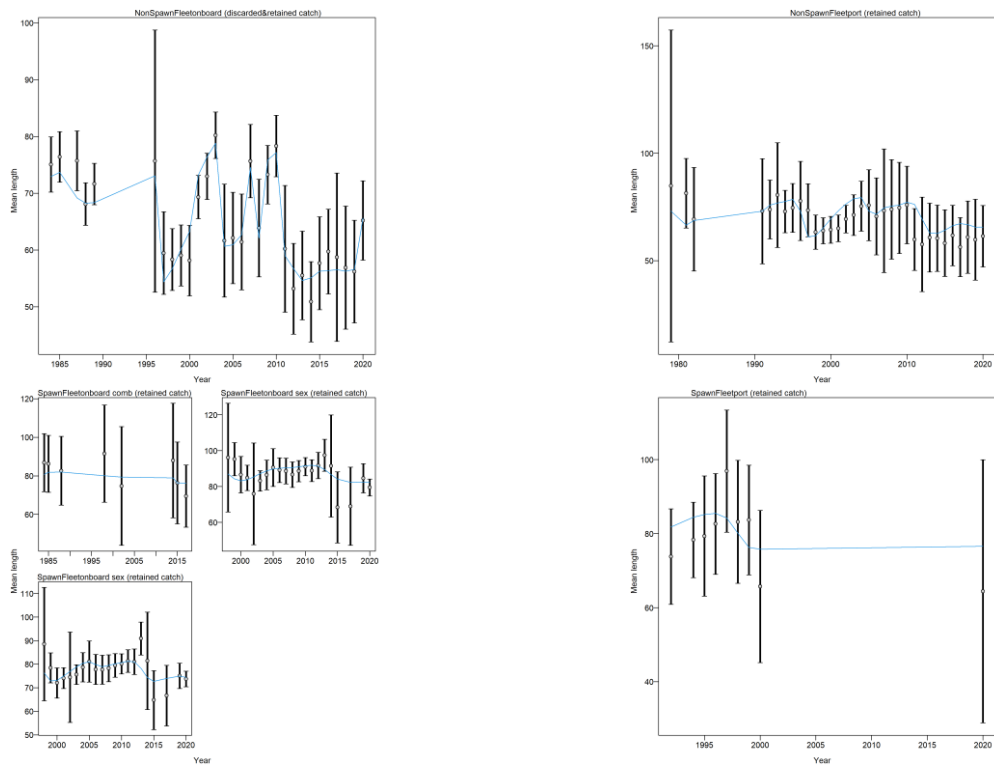 NonSpawnFleetonboard (discarded&retained catch)
100
90
80
70
60
50
Mean length
1985 1990 1995 2000 2005 2010 2015 2020
Year
NonSpawnFleetport (retained catch)
150
100
50
Mean length
1980 1990 2000 2010 2020
Year
SpawnFleetonboard comb (retained catch)
120
100
80
60
1985 1995 2005 2015
SpawnFleetonboard sex (retained catch)
120
100
80
60
2000 2005 2010 2015 2020
Mean length
SpawnFleetonboard sex (retained catch)
110
100
90
80
70
60
50
2000 2005 2010 2015 2020
Year
SpawnFleetport (retained catch)
100
80
60
40
Mean length
1995 2000 2005 2010 2015 2020
Year